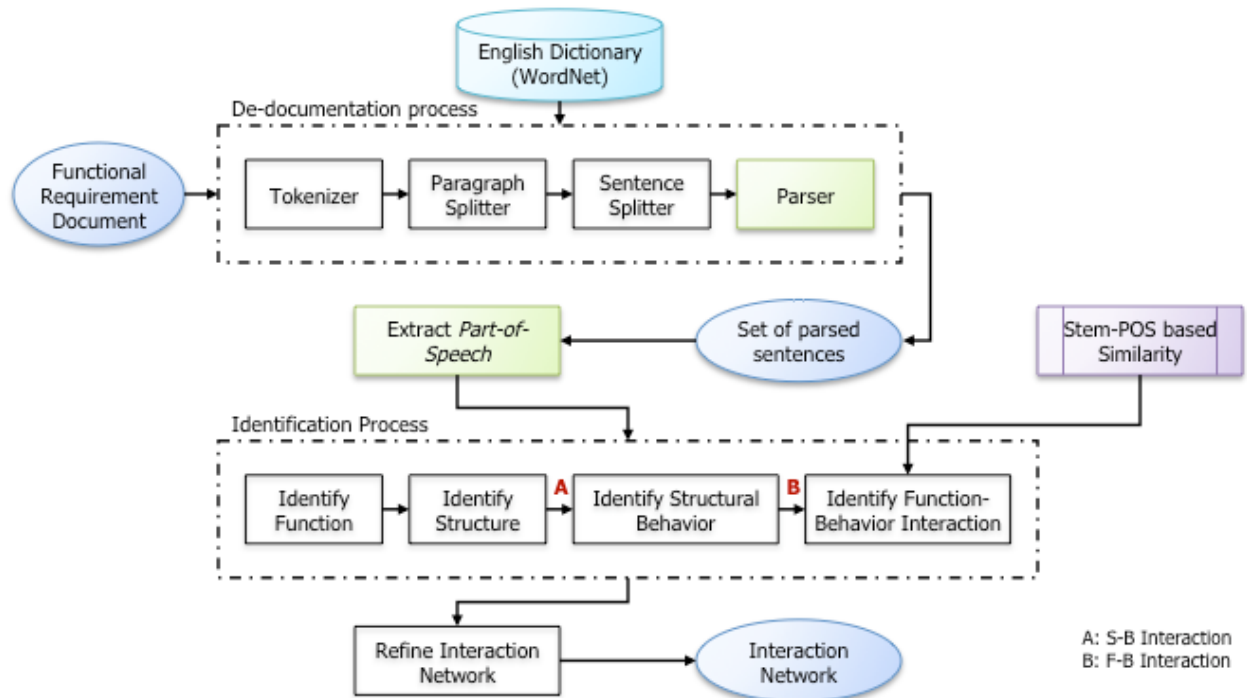 English Dictionary
(WordNet)
De-documentation process
Functional
Requirement
Document
Tokenizer
Paragraph
Splitter
Sentence
Splitter
Parser
Extract Part-of-
Speech
Set of parsed
sentences
Stem-POS based
Similarity
Identification Process
Identify
Function
Identify
Structure
A
Identify Structural
Behavior
B
Identify Function-
Behavior Interaction
Refine Interaction
Network
Interaction
Network
A: S-B Interaction
B: F-B Interaction